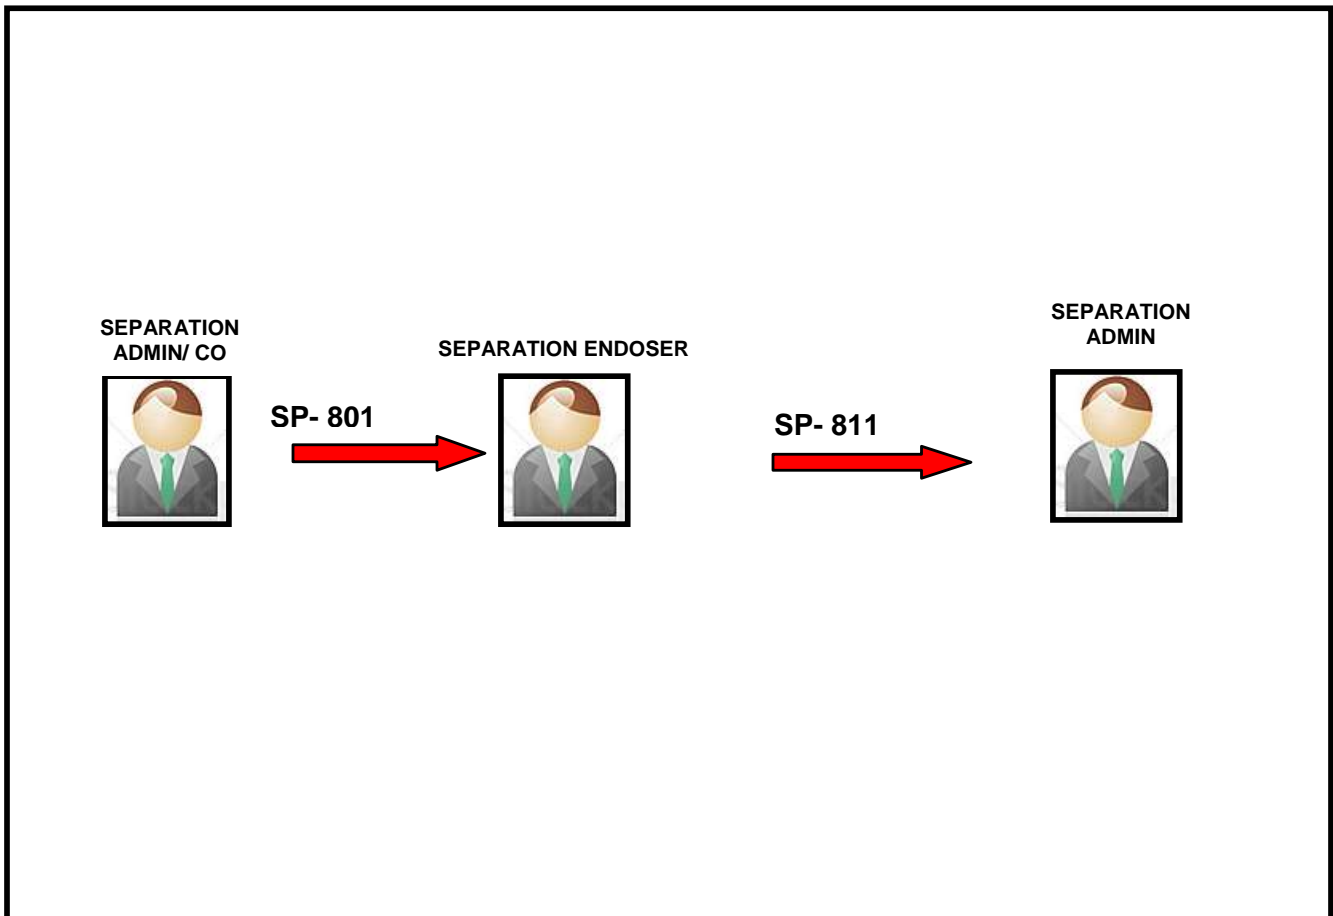 SEPARATION
ADMIN/ CO
SEPARATION ENDOSER
SEPARATION
ADMIN
SP- 801
SP- 811